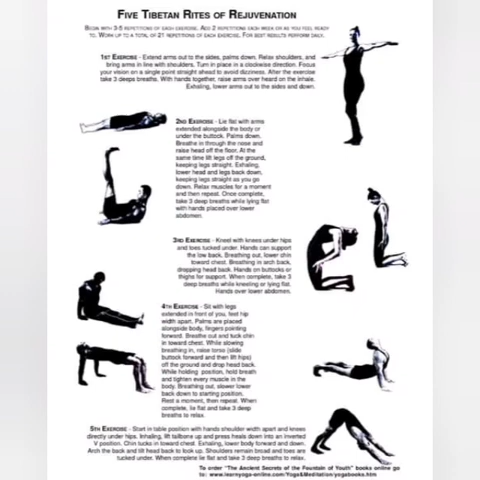 FIVE TIBETAN RITES OF REJUVENATION
BEGIN WITH 3-5 REPETITIONS OF EACH EXERCISE. ADD 2 REPETITIONS EACH WEEK OR AS YOU FEEL READY
TO. WORK UP TO A TOTAL OF 21 REPETITIONS OF EACH EXERCISE. FOR BEST RESULTS PERFORM DAILY.
1ST EXERCISE - Extend arms out to the sides, palms down. Relax shoulders, and
bring arms in line with shoulders. Turn in place in a clockwise direction. Focus
your vision on a single point straight ahead to avoid dizziness. After the exercise
take 3 deeps breaths. With hands together, raise arms over heard on the inhale.
Exhaling, lower arms out to the sides and down.
2ND EXERCISE - Lie flat with arms
extended alongside the body or
under the buttock. Palms down.
Breathe in through the nose and
raise head off the floor. At the
same time lift legs off the ground,
keeping legs straight. Exhaling,
lower head and legs back down,
keeping legs straight as you go
down. Relax muscles for a moment
and then repeat. Once complete,
take 3 deep breaths while lying flat
with hands placed over lower
abdomen.
3RD EXERCISE - Kneel with knees under hips
and toes tucked under. Hands can support
the low back. Breathing out, lower chin
toward chest. Breathing in arch back,
dropping head back. Hands on buttocks or
thighs for support. When complete, take 3
deep breaths while kneeling or lying flat.
Hands over lower abdomen.
4TH EXERCISE - Sit with legs
extended in front of you, feet hip
width apart. Palms are placed
alongside body, fingers pointing
forward. Breathe out and tuck chin
in toward chest. While slowing
breathing in, raise torso (slide
buttock forward and then lift hips)
off the ground and drop head back.
While holding position, hold breath
and tighten every muscle in the
body. Breathing out, slower lower
back down to starting position.
Rest a moment, then repeat. When
complete, lie flat and take 3 deep
breaths to relax.
5TH EXERCISE - Start in table position with hands shoulder width apart and knees
directly under hips. Inhaling, lift tailbone up and press heals down into an inverted
V position. Chin tucks in toward chest. Exhaling, lower body forward and down.
Arch the back and tilt head back to look up. Shoulders remain broad and toes are
tucked under. When complete lie flat and take 3 deep breaths to relax.
To order "The Ancient Secrets of the Fountain of Youth" books online go
to: www.learnyoga-online.com/Yoga&Meditation/yogabooks.htm